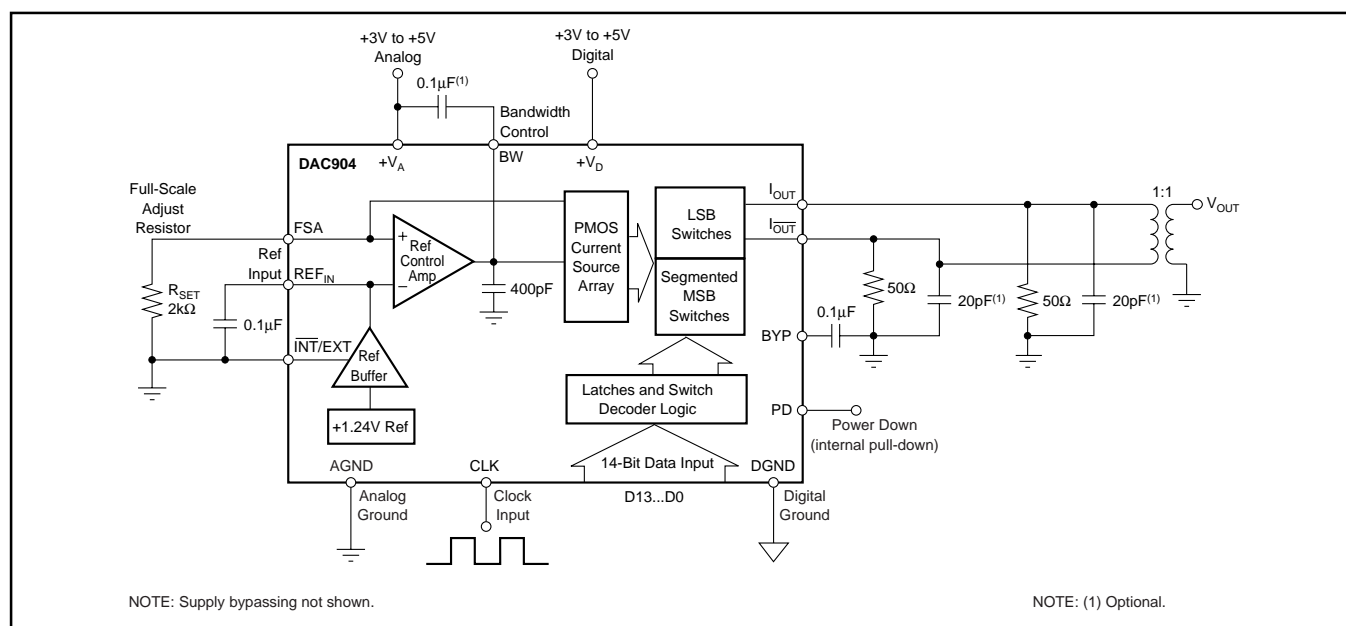 +3V to +5V
Analog
+3V to +5V
Digital
0.1µF(1)
Bandwidth
Control
DAC904
+VA
BW
+VD
Full-Scale
Adjust
Resistor
FSA
Ref
Input
REFIN
RSET
2kΩ
0.1µF
INT/EXT
+
Ref
Control
Amp
–
400pF
PMOS
Current
Source
Array
LSB
Switches
Segmented
MSB
Switches
IOUT
IOUT
1:1
VOUT
50Ω
20pF(1)
50Ω
20pF(1)
0.1µF
BYP
Ref
Buffer
+1.24V Ref
Latches and Switch
Decoder Logic
PD
Power Down
(internal pull-down)
14-Bit Data Input
AGND
CLK
D13...D0
DGND
Analog
Ground
Clock
Input
Digital
Ground
NOTE: Supply bypassing not shown.
NOTE: (1) Optional.